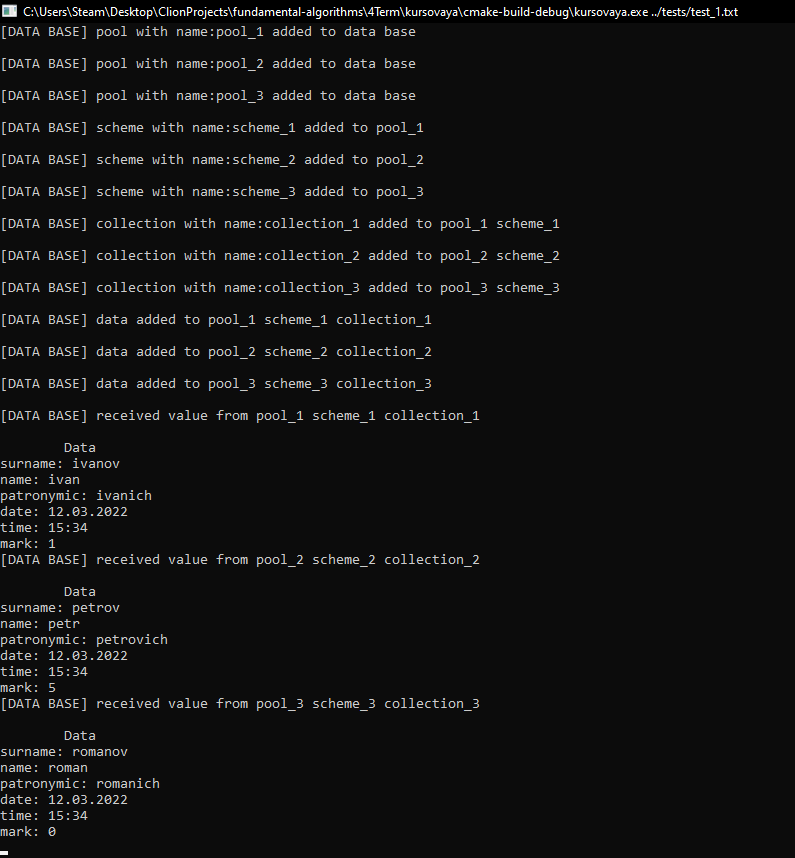 C:\Users\Steam\Desktop\ClionProjects\fundamental-algorithms\4Term\kursovaya\cmake-build-debug\kursovaya.exe ../tests/test_1.txt
[DATA BASE] pool with name:pool_1 added to data base
[DATA BASE] pool with name:pool_2 added to data base
[DATA BASE] pool with name:pool_3 added to data base
[DATA BASE] scheme with name:scheme_1 added to pool_1
[DATA BASE] scheme with name:scheme_2 added to pool_2
[DATA BASE] scheme with name:scheme_3 added to pool_3
[DATA BASE] collection with name:collection_1 added to pool_1 scheme_1
[DATA BASE] collection with name:collection_2 added to pool_2 scheme_2
[DATA BASE] collection with name:collection_3 added to pool_3 scheme_3
[DATA BASE] data added to pool_1 scheme_1 collection_1
[DATA BASE] data added to pool_2 scheme_2 collection_2
[DATA BASE] data added to pool_3 scheme_3 collection_3
[DATA BASE] received value from pool_1 scheme_1 collection_1
Data
surname: ivanov
name: ivan
patronymic: ivanich
date: 12.03.2022
time: 15:34
mark: 1
[DATA BASE] received value from pool_2 scheme_2 collection_2
Data
surname: petrov
name: petr
patronymic: petrovich
date: 12.03.2022
time: 15:34
mark: 5
[DATA BASE] received value from pool_3 scheme_3 collection_3
Data
surname: romanov
name: roman
patronymic: romanich
date: 12.03.2022
time: 15:34
mark: 0